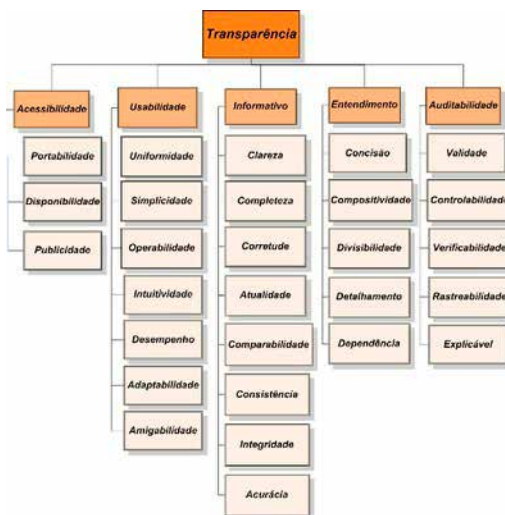 Transparência
Acessibilidade
Usabilidade
Informativo
Entendimento
Auditabilidade
Portabilidade
Uniformidade
Clareza
Concisão
Validade
Disponibilidade
Simplicidade
Completeza
Compositividade
Controlabilidade
Publicidade
Operabilidade
Corretude
Divisibilidade
Verificabilidade
Intuitividade
Atualidade
Detalhamento
Rastreabilidade
Desempenho
Comparabilidade
Dependência
Explicável
Adaptabilidade
Consistência
Amigabilidade
Integridade
Acurácia